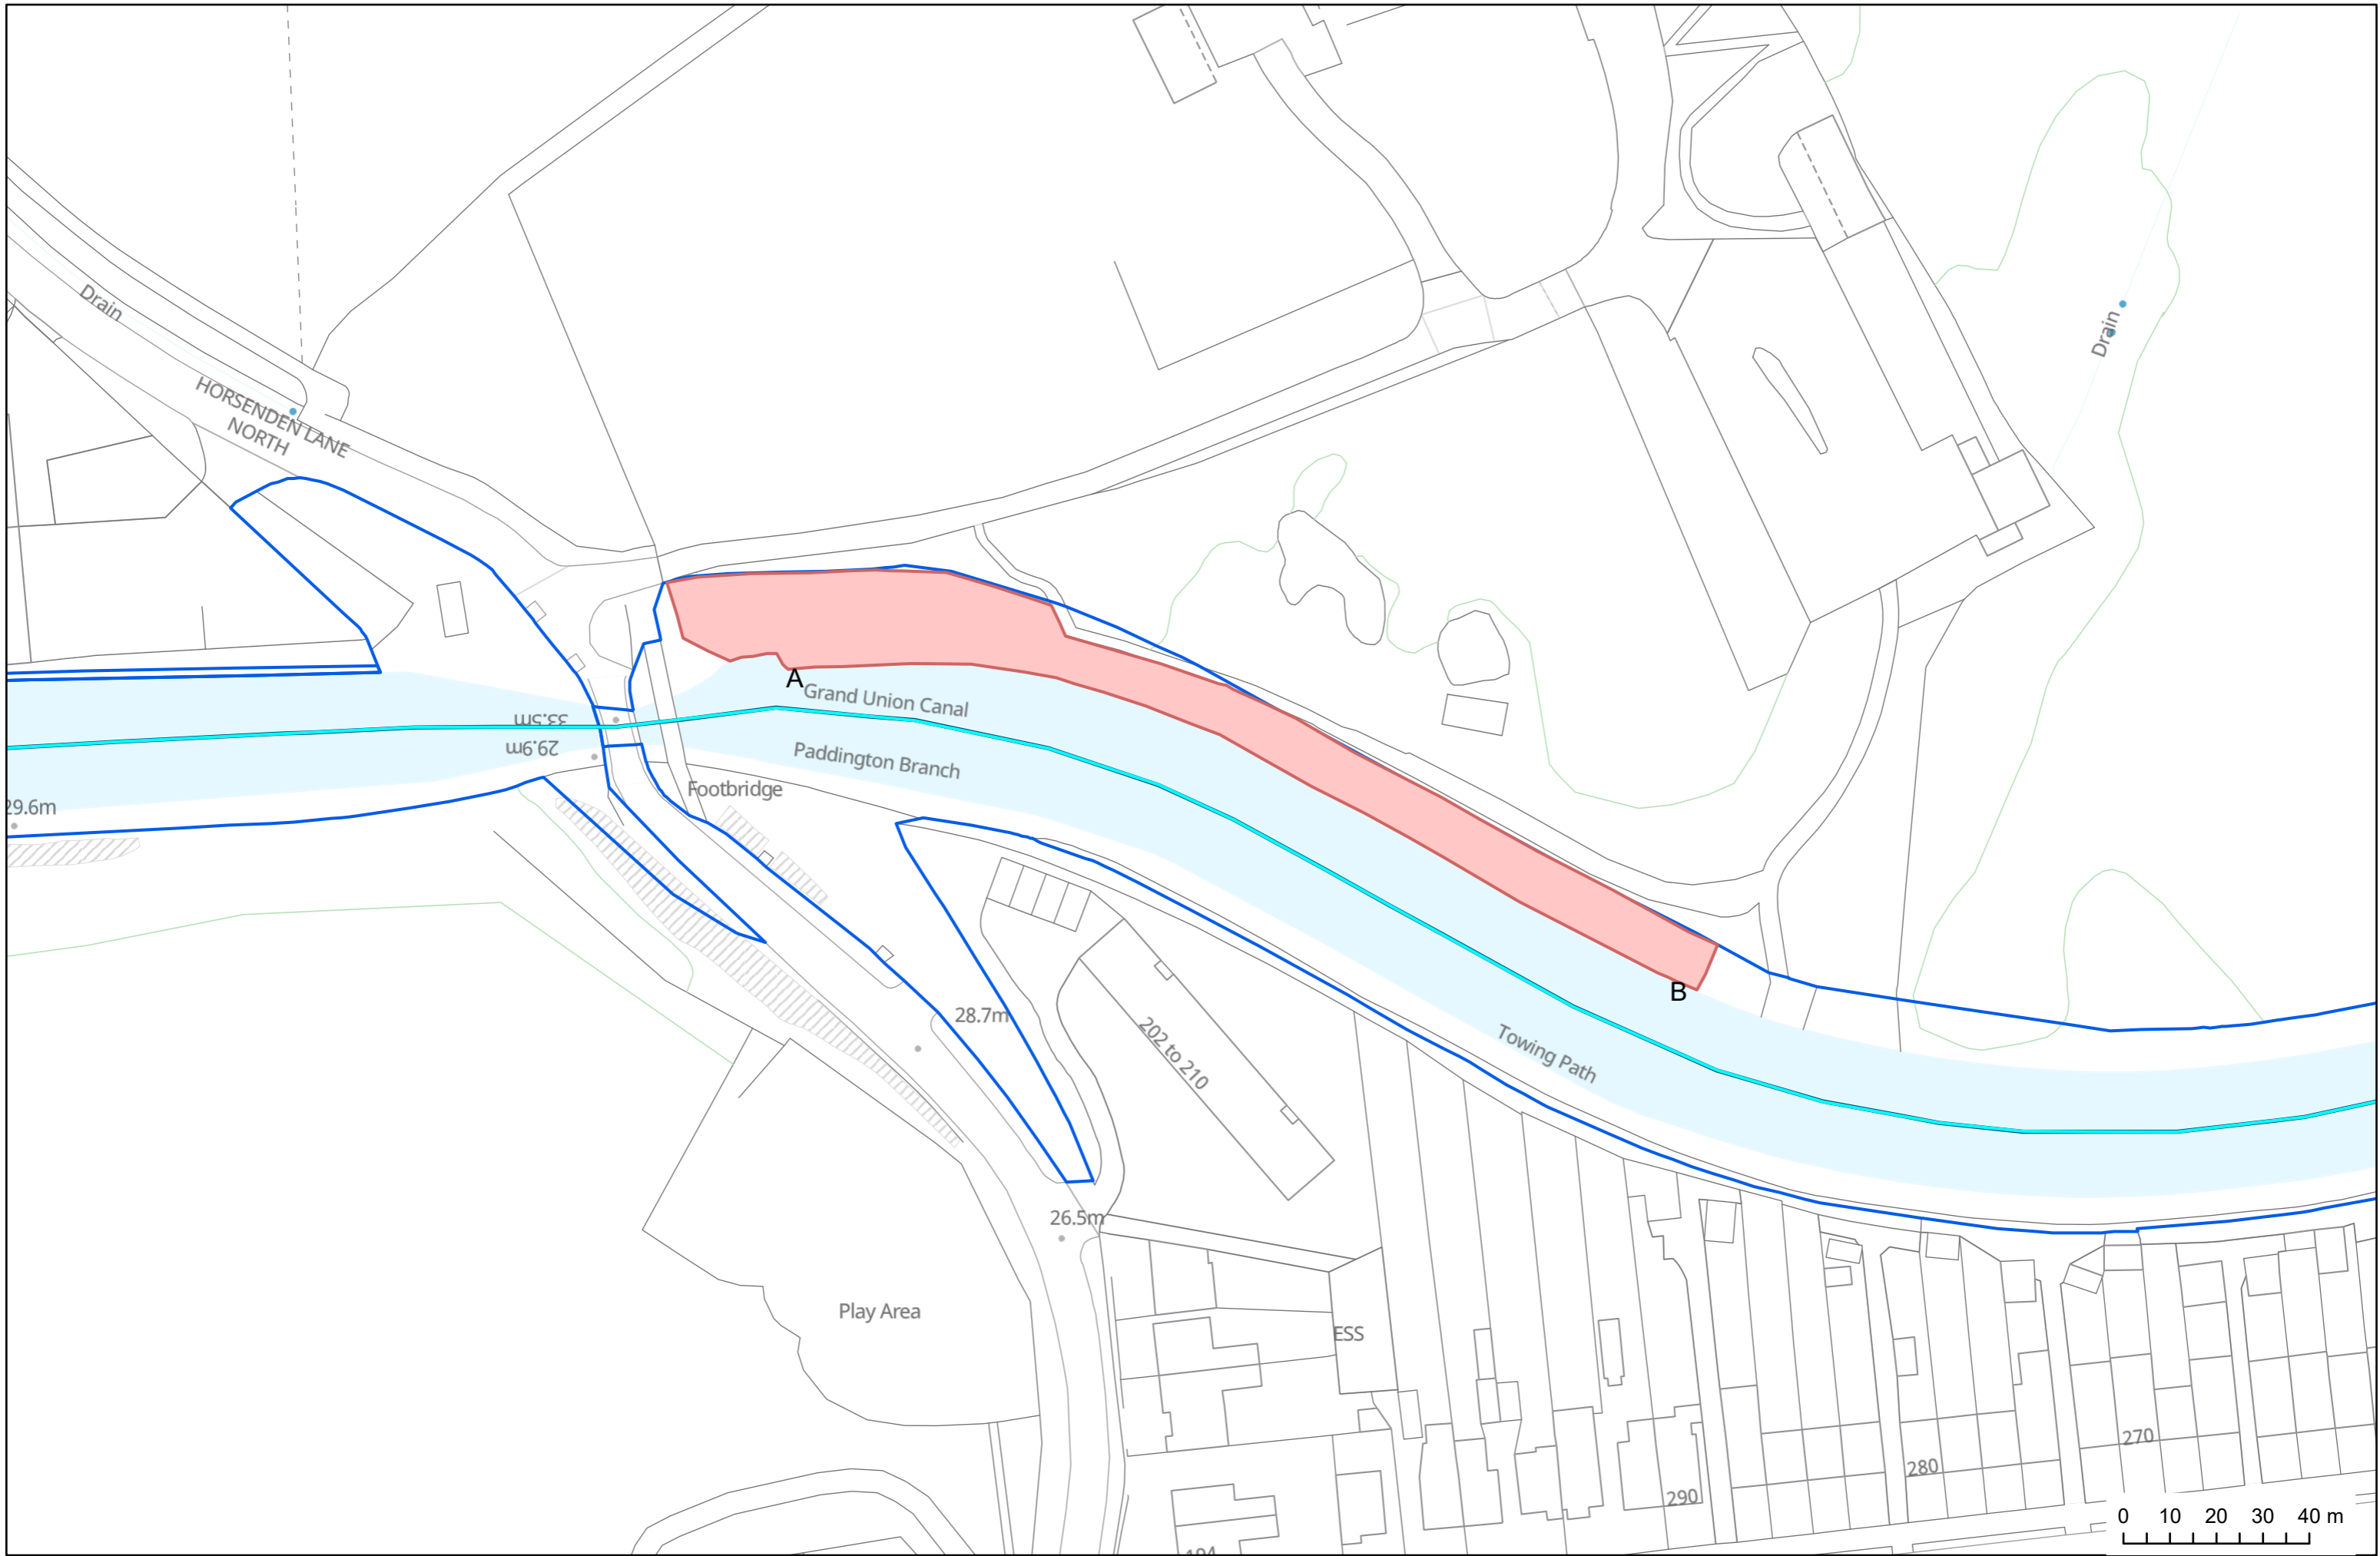 Drain
Drain
HORSENDEN LANE
NORTH
A
Grand Union Canal
33.5m
29.9m
Paddington Branch
Footbridge
29.6m
B
28.7m
202 to 210
Towing Path
26.5m
Play Area
ESS
270
280
290
194
0 10 20 30 40 m